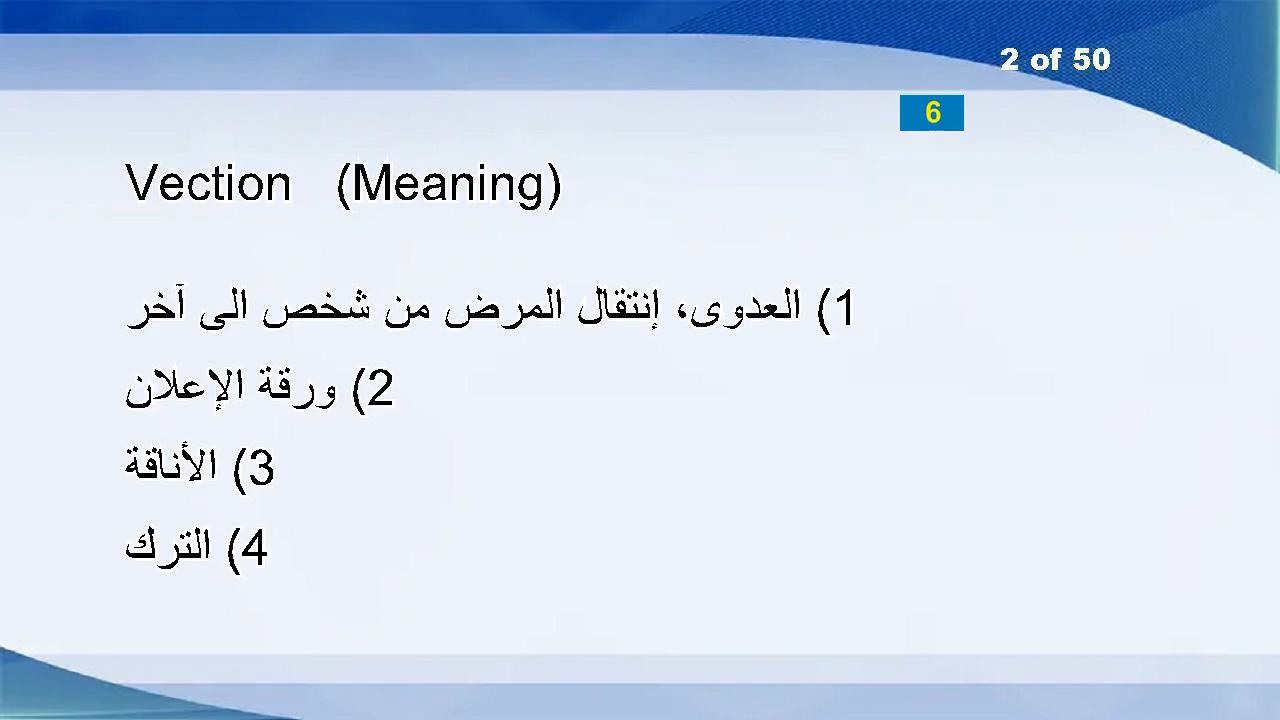 2 of 50
6
Vection (Meaning)
1) العدوى، إنتقال المرض من شخص الى آخر
2) ورقة الإعلان
3) الأناقة
4) الترك